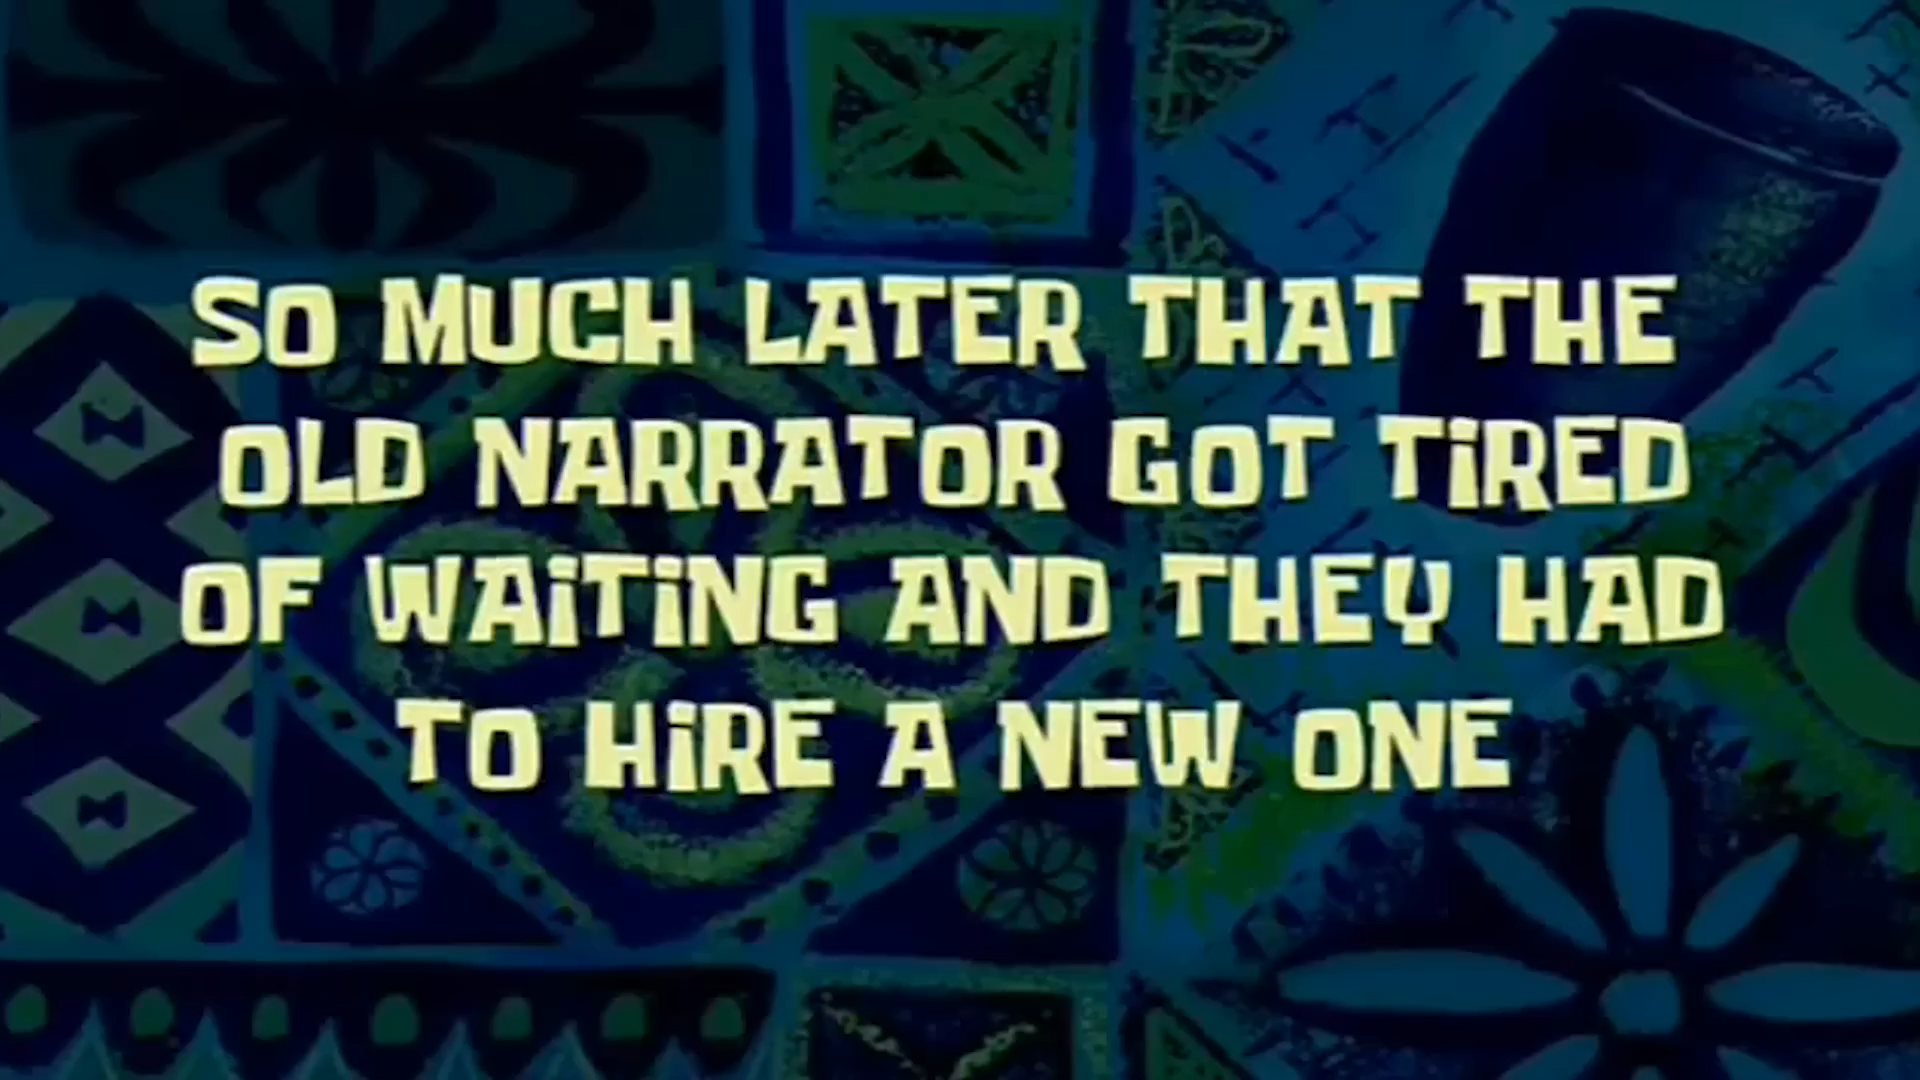 SO MUCH LATER THAT THE
OLD NARRATOR GOT TiRED
OF WAiTiNG AND THEY HAD
TO HiRE A NEW ONE